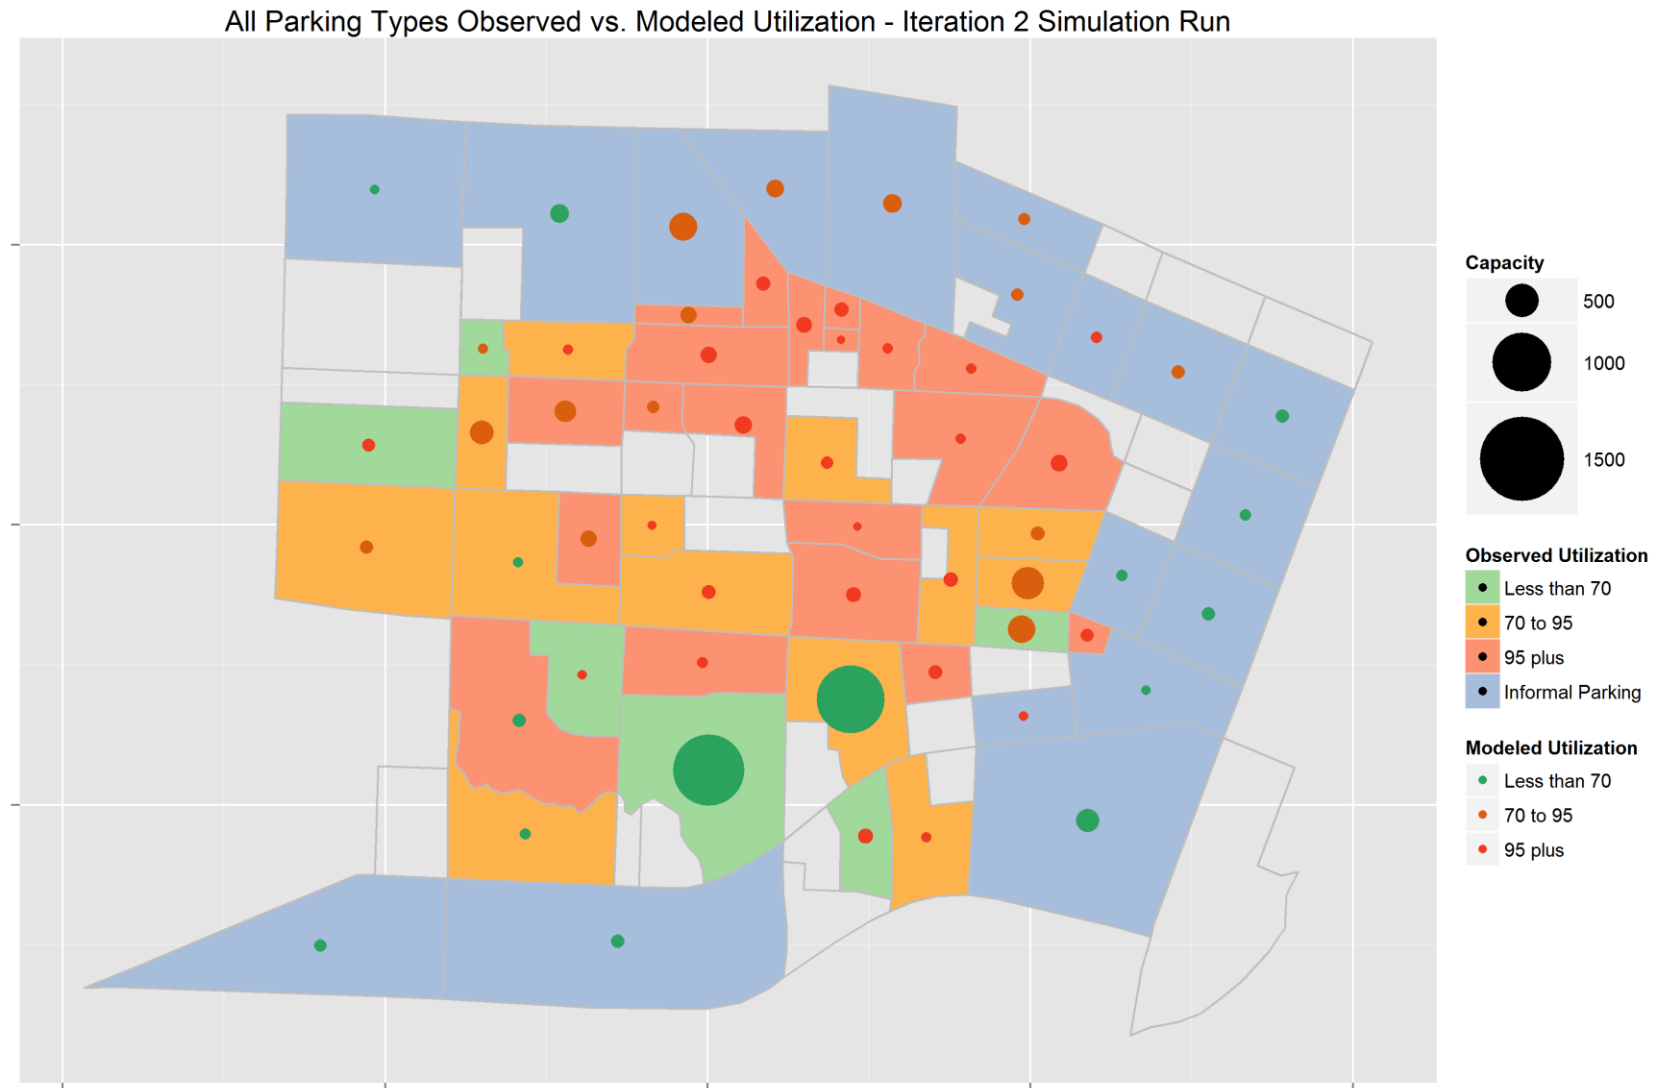 All Parking Types Observed vs. Modeled Utilization - Iteration 2 Simulation Run
Capacity
500
1000
1500
Observed Utilization
Less than 70
70 to 95
95 plus
Informal Parking
Modeled Utilization
Less than 70
70 to 95
95 plus